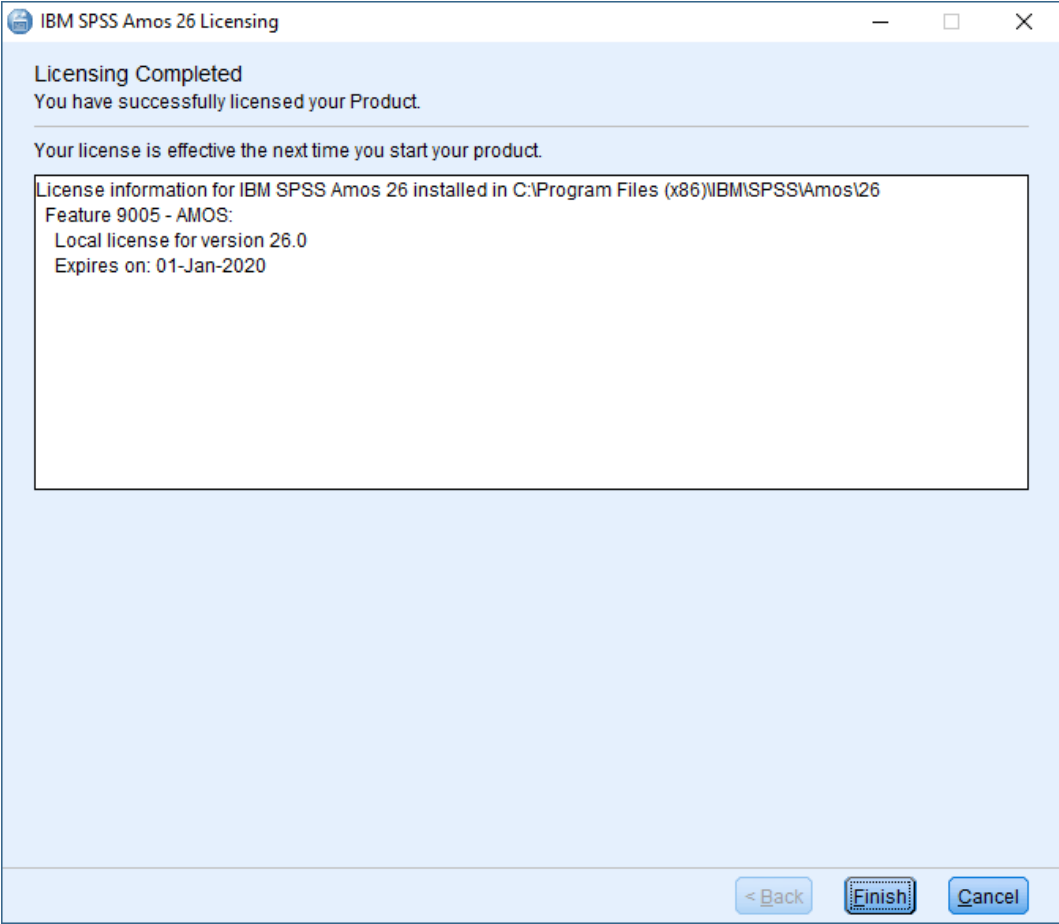 IBM SPSS Amos 26 Licensing
Licensing Completed
You have successfully licensed your Product.
Your license is effective the next time you start your product.
License information for IBM SPSS Amos 26 installed in C:\Program Files (x86)\IBM\SPSS\Amos\26
Feature 9005 - AMOS:
Local license for version 26.0
Expires on: 01-Jan-2020
< Back Finish Cancel